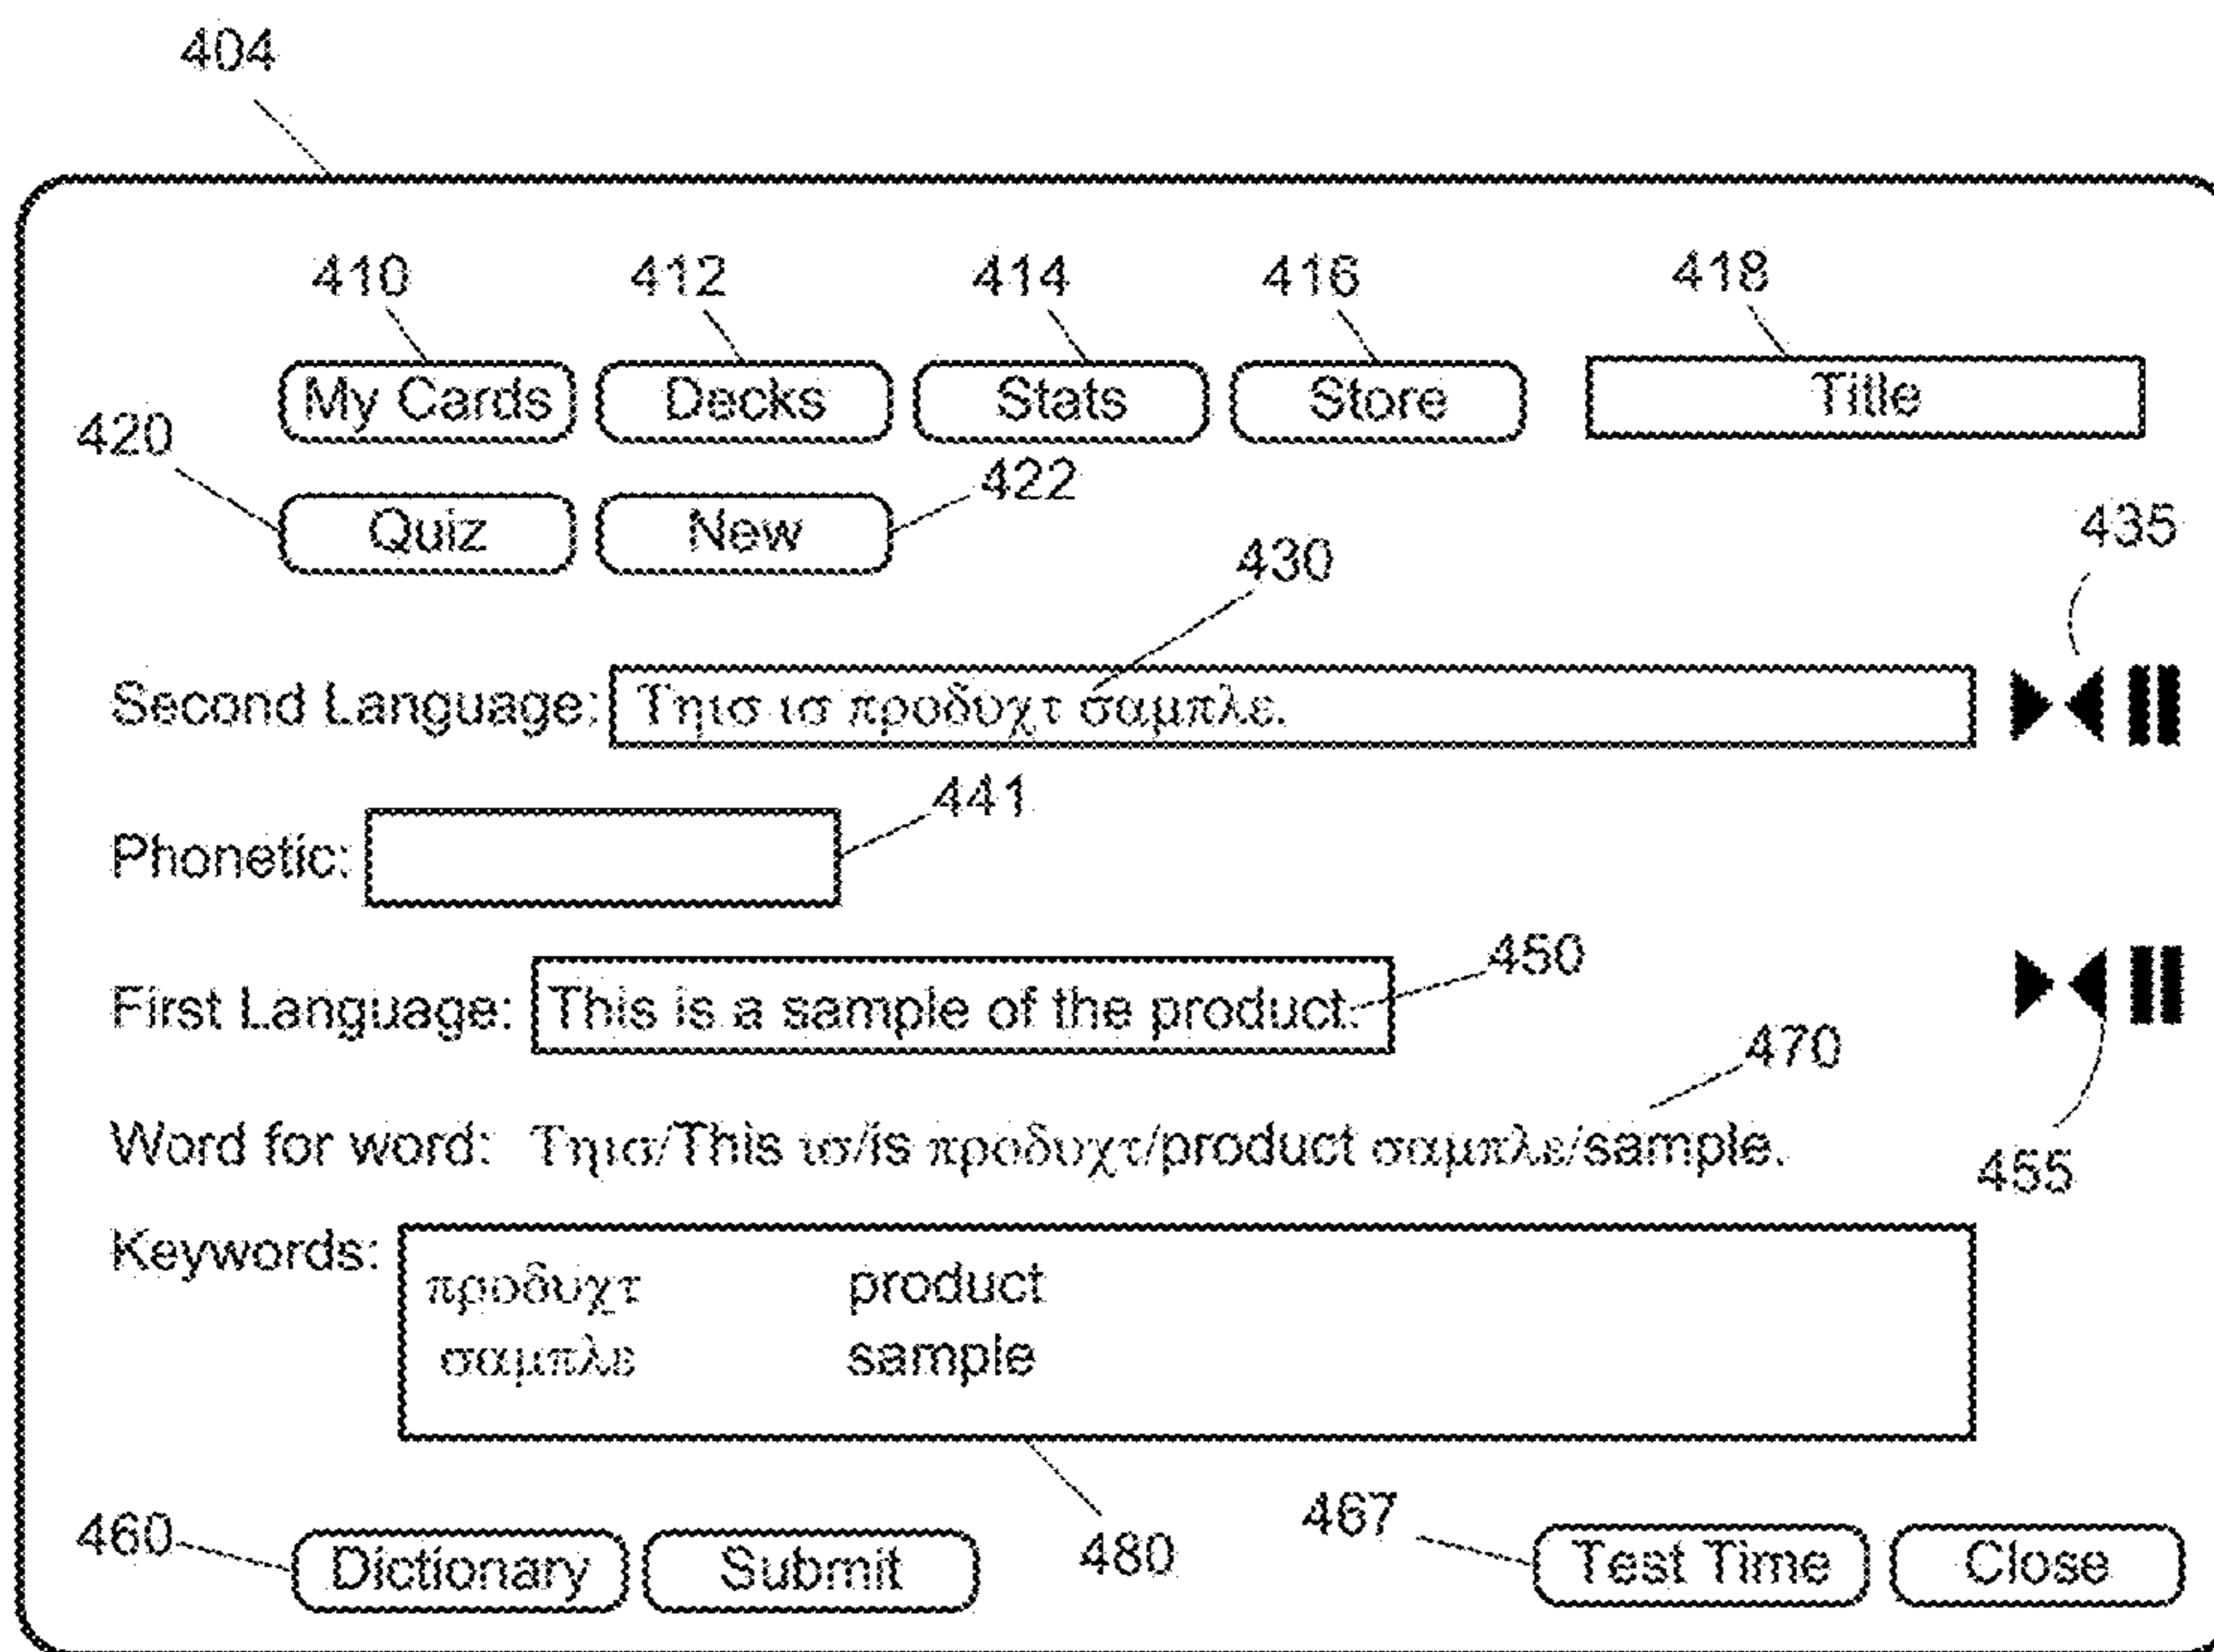 404
410 412 414 416 418
My Cards Decks Stats Store Title
420
422
Quiz New
435
430
Second Language: Τηισ ισ προδυχτ σαμπλε.
441
Phonetic:
450
First Language: This is a sample of the product.
470
Word for word: Τηισ/This ισ/is προδυχτ/product σαμπλε/sample.
455
Keywords:
προδυχτ product
σαμπλε sample
460 480 467
Dictionary Submit Test Time Close